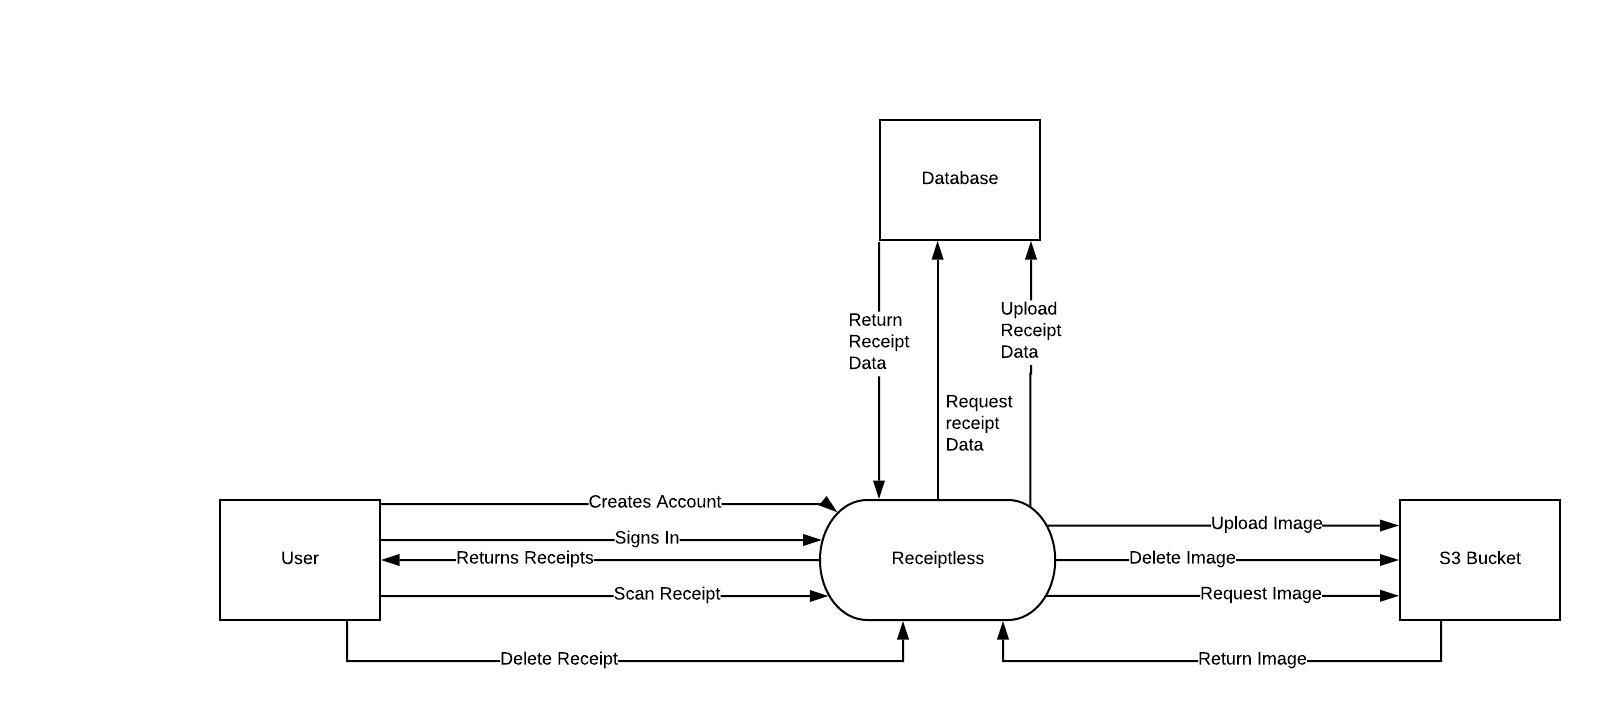 Database
Return
Receipt
Data
Upload
Receipt
Data
Request
receipt
Data
Creates Account
Signs In
Returns Receipts
Scan Receipt
Delete Receipt
User
Receiptless
Upload Image
Delete Image
Request Image
Return Image
S3 Bucket